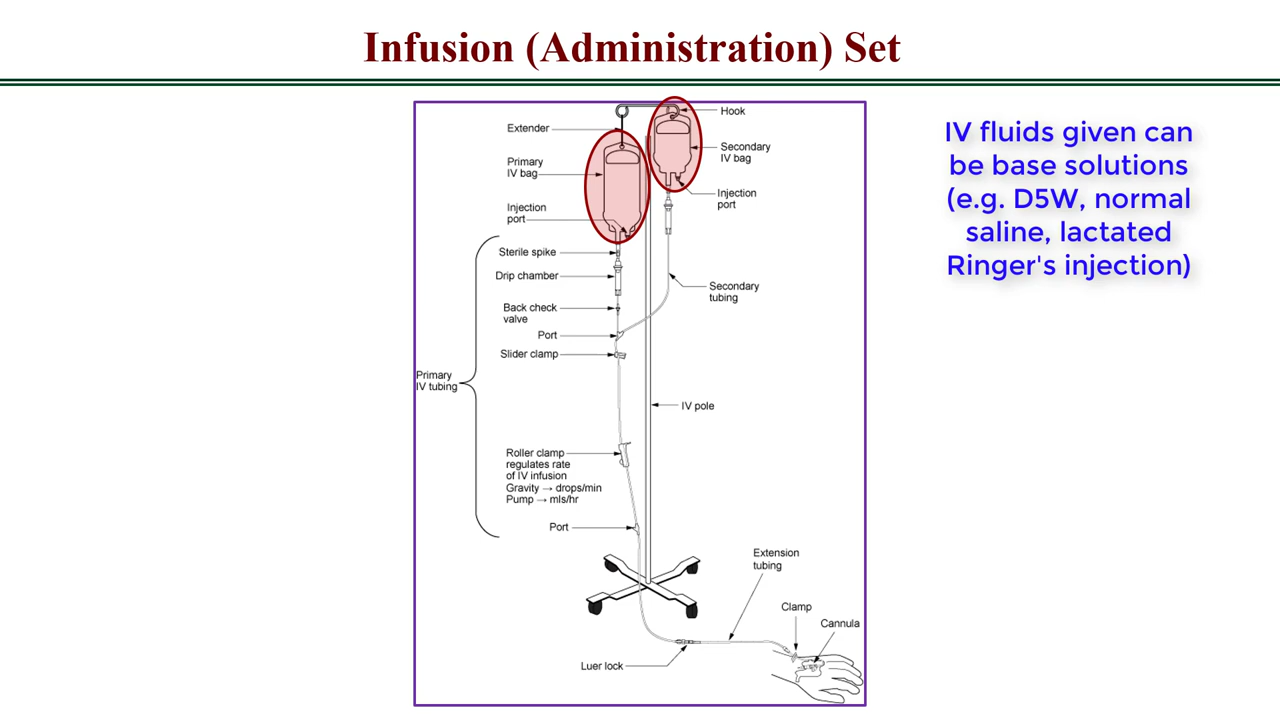 Infusion (Administration) Set
Hook
Extender
Secondary
IV bag
Primary
IV bag
Injection
port
Injection
port
Sterile spike
Drip chamber
Secondary
tubing
Back check
valve
Port
Slider clamp
Primary
IV tubing
IV pole
Roller clamp
regulates rate
of IV infusion
Gravity → drops/min
Pump → mls/hr
Port
Extension
tubing
Clamp
Cannula
Luer lock
IV fluids given can
be base solutions
(e.g. D5W, normal
saline, lactated
Ringer's injection)